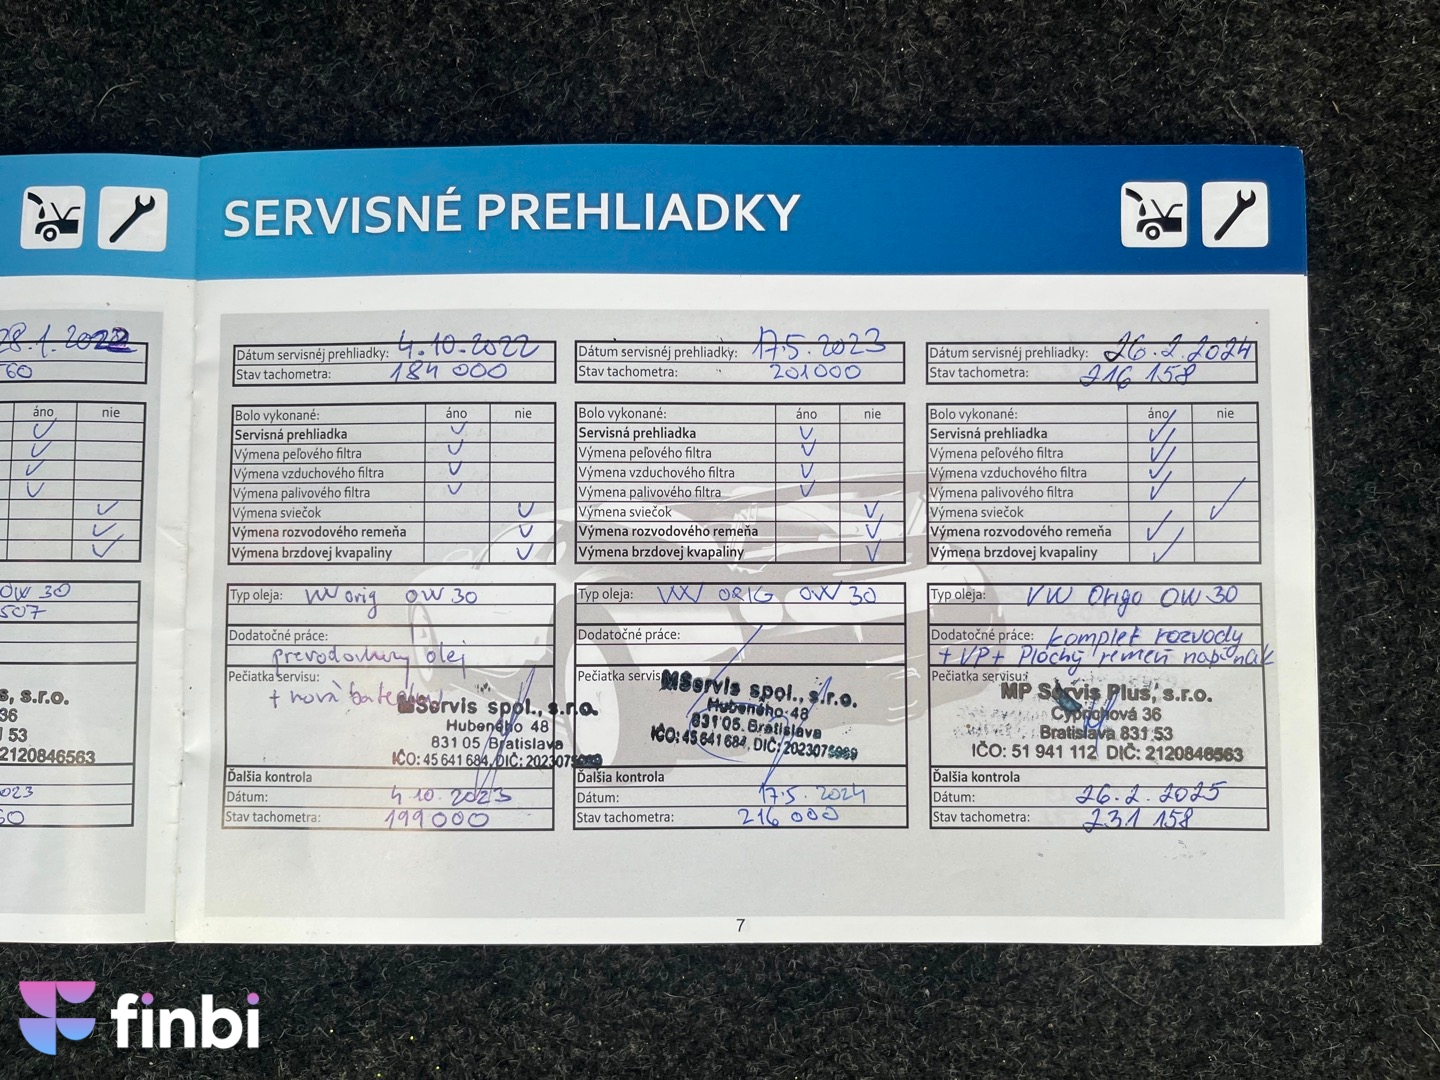 SERVISNÉ PREHLIADKY
28.1.2022
60
áno nie
0W 30
507
s, s.r.o.
36
1 53
2120846563
023
60
Dátum servisnéj prehliadky: 4.10.2022
Stav tachometra: 184 000
Bolo vykonané: áno nie
Servisná prehliadka
Výmena peľového filtra
Výmena vzduchového filtra
Výmena palivového filtra
Výmena sviečok
Výmena rozvodového remeňa
Výmena brzdovej kvapaliny
Typ oleja: VW orig 0W30
Dodatočné práce:
prevodovkový olej
Pečiatka servisu:
+ nová batéria
MServis spol., s.r.o.
Hubeného 48
831 05 Bratislava
IČO: 45 641 684, DIČ: 2023075989
Ďalšia kontrola
Dátum: 4.10.2023
Stav tachometra: 199000
Dátum servisnéj prehliadky: 17.5.2023
Stav tachometra: 201000
Bolo vykonané: áno nie
Servisná prehliadka
Výmena peľového filtra
Výmena vzduchového filtra
Výmena palivového filtra
Výmena sviečok
Výmena rozvodového remeňa
Výmena brzdovej kvapaliny
Typ oleja: VW ORIG 0W30
Dodatočné práce:
Pečiatka servisu
MServis spol., s.r.o.
Hubeného 48
831 05 Bratislava
IČO: 45 641 684, DIČ: 2023075989
Ďalšia kontrola
Dátum: 17.5.2024
Stav tachometra: 216 000
Dátum servisnéj prehliadky: 26.2.2024
Stav tachometra: 216 158
Bolo vykonané: áno nie
Servisná prehliadka
Výmena peľového filtra
Výmena vzduchového filtra
Výmena palivového filtra
Výmena sviečok
Výmena rozvodového remeňa
Výmena brzdovej kvapaliny
Typ oleja: VW Origo 0W30
Dodatočné práce: komplet rozvody
+ VP + Plochý remeň napínák
Pečiatka servisu:
MP Servis Plus, s.r.o.
Cyprichová 36
Bratislava 831 53
IČO: 51 941 112 DIČ: 2120846563
Ďalšia kontrola
Dátum: 26.2.2025
Stav tachometra: 231 158
7
finbi